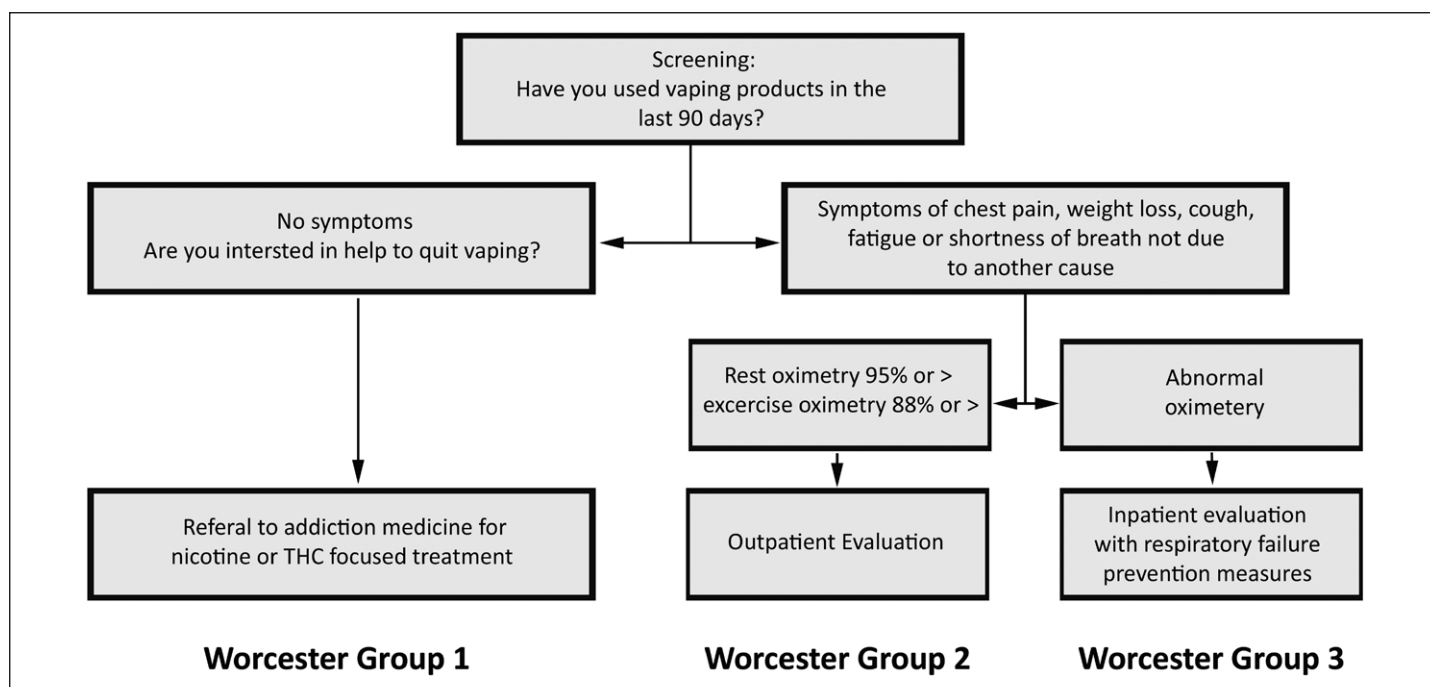 Screening:
Have you used vaping products in the
last 90 days?
No symptoms
Are you intersted in help to quit vaping?
Symptoms of chest pain, weight loss, cough,
fatigue or shortness of breath not due
to another cause
Rest oximetry 95% or >
excercise oximetry 88% or >
Abnormal
oximetery
Referal to addiction medicine for
nicotine or THC focused treatment
Outpatient Evaluation
Inpatient evaluation
with respiratory failure
prevention measures
Worcester Group 1
Worcester Group 2
Worcester Group 3